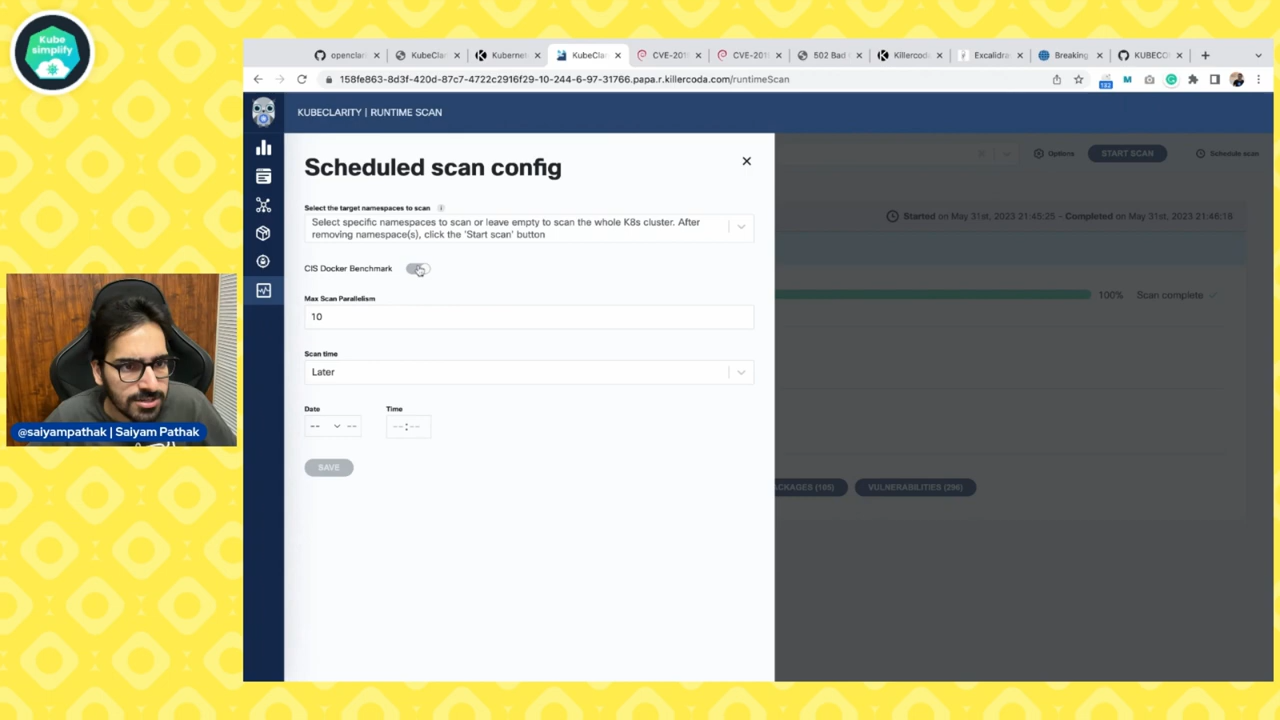 Kube
simplify
openclar
KubeClar
Kubernet
KubeClar
CVE-201
CVE-201
502 Bad
Killercod
Excalidra
Breaking
KUBECO
158fe863-8d3f-420d-87c7-4722c2916f29-10-244-6-97-31766.papa.r.killercoda.com/runtimeScan
KUBECLARITY | RUNTIME SCAN
Scheduled scan config
Options
START SCAN
Schedule scan
Select the target namespaces to scan
Select specific namespaces to scan or leave empty to scan the whole K8s cluster. After
removing namespace(s), click the 'Start scan' button
Started on May 31st, 2023 21:45:25 – Completed on May 31st, 2023 21:46:18
CIS Docker Benchmark
Max Scan Parallelism
10
100% Scan complete
Scan time
Later
Date
Time
-- --
--:--
SAVE
CKAGES (105)
VULNERABILITIES (296)
@saiyampathak | Saiyam Pathak